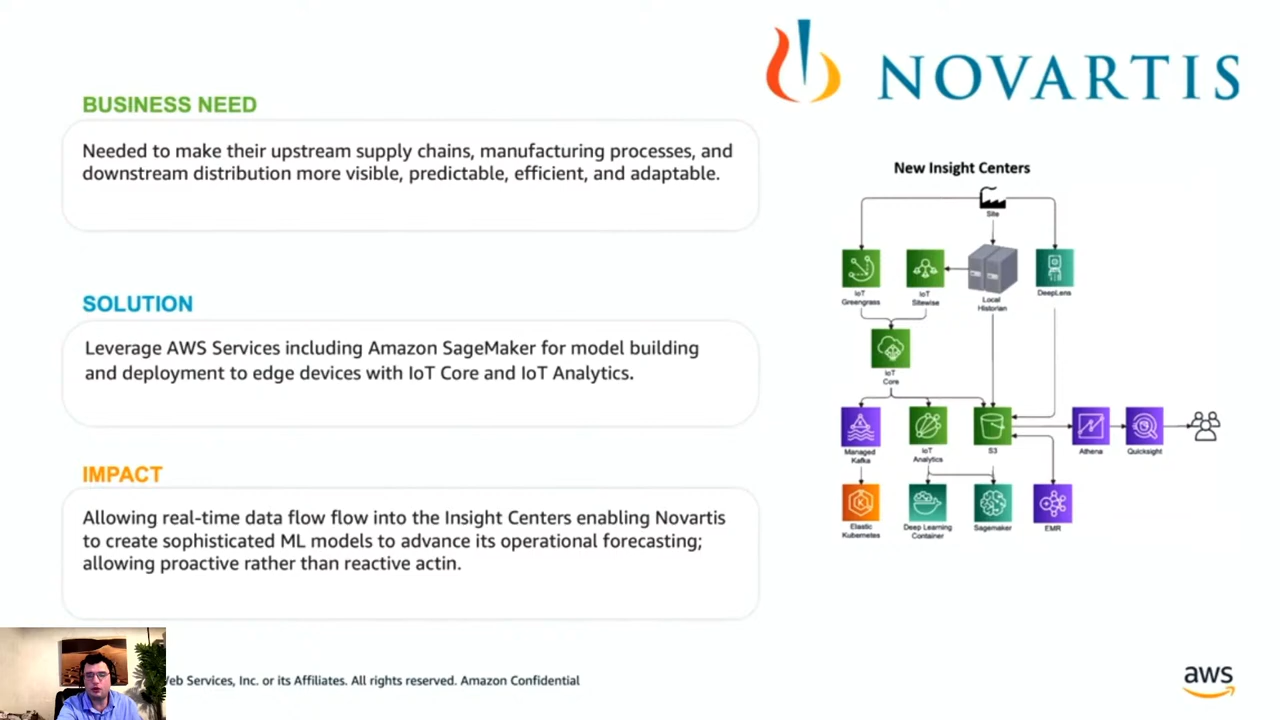 NOVARTIS
BUSINESS NEED
Needed to make their upstream supply chains, manufacturing processes, and
downstream distribution more visible, predictable, efficient, and adaptable.
SOLUTION
Leverage AWS Services including Amazon SageMaker for model building
and deployment to edge devices with IoT Core and IoT Analytics.
IMPACT
Allowing real-time data flow flow into the Insight Centers enabling Novartis
to create sophisticated ML models to advance its operational forecasting;
allowing proactive rather than reactive actin.
New Insight Centers
Site
IoT
Greengrass
IoT
Sitewise
Local
Historian
DeepLens
IoT
Core
Managed
Kafka
IoT
Analytics
S3
Athena
Quicksight
Elastic
Kubernetes
Deep Learning
Container
Sagemaker
EMR
Services, Inc. or its Affiliates. All rights reserved. Amazon Confidential
aws